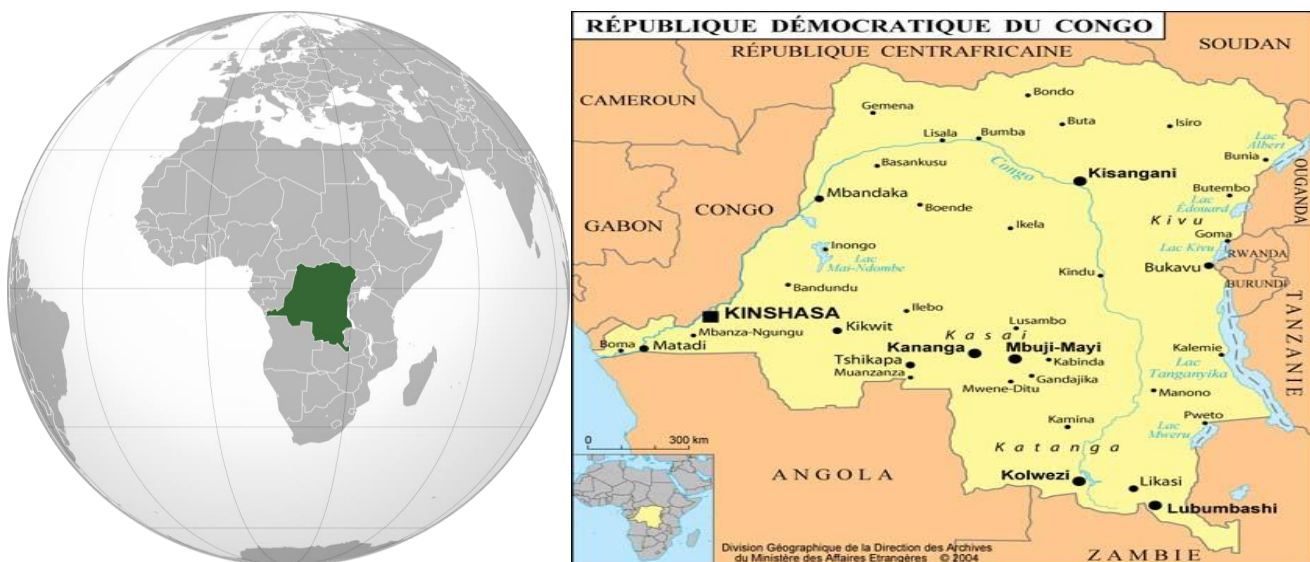 RÉPUBLIQUE DÉMOCRATIQUE DU CONGO
RÉPUBLIQUE CENTRAFRICAINE
SOUDAN
CAMEROUN
Bondo
Gemena
Buta
Isiro
Lisala
Bumba
Lac
Albert
Bunia
Basankusu
Congo
Kisangani
OUGANDA
Mbandaka
Butembo
Lac
Édouard
GABON
CONGO
Boende
Ikela
Kivu
Goma
Inongo
Lac
Mai-Ndombe
Lac Kivu
RWANDA
Kindu
Bukavu
BURUNDI
Bandundu
KINSHASA
Ilebo
Lusambo
TANZANIE
Mbanza-Ngungu
Kikwit
Kasai
Boma
Matadi
Kananga
Mbuji-Mayi
Kalemie
Tshikapa
Kabinda
Lac
Tanganyika
Muanzanza
Gandajika
Mwene-Ditu
Manono
Kamina
Pweto
Lac
Mweru
0 300 km
Katanga
ANGOLA
Kolwezi
Likasi
Lubumbashi
Division Géographique de la Direction des Archives
du Ministère des Affaires Etrangères © 2004
ZAMBIE